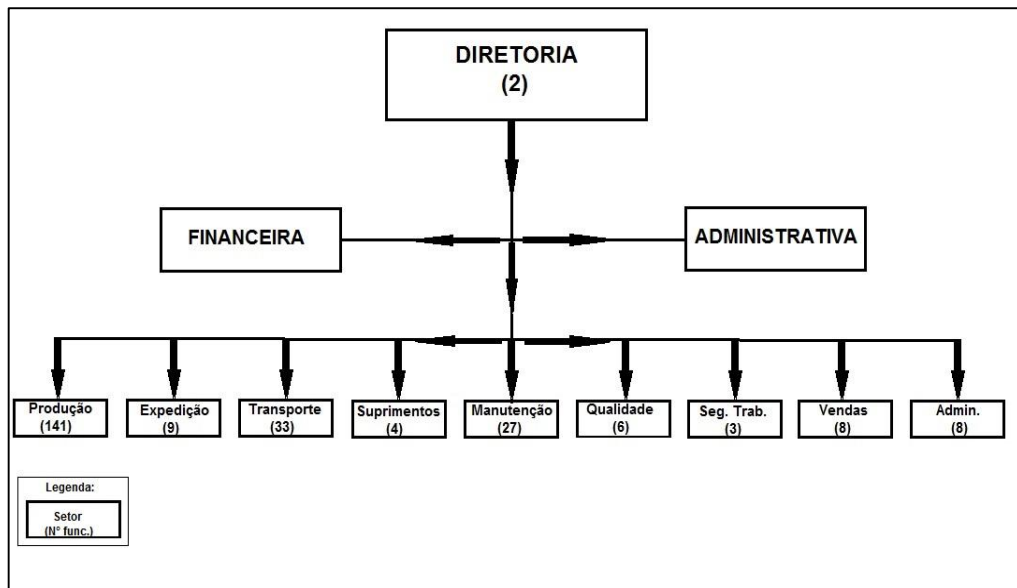 DIRETORIA
(2)
FINANCEIRA
ADMINISTRATIVA
Produção
(141)
Expedição
(9)
Transporte
(33)
Suprimentos
(4)
Manutenção
(27)
Qualidade
(6)
Seg. Trab.
(3)
Vendas
(8)
Admin.
(8)
Legenda:
Setor
(Nº func.)